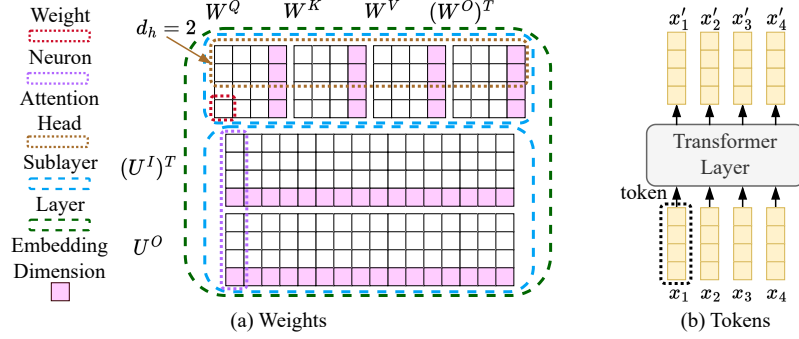 Weight
Neuron
Attention
Head
Sublayer
Layer
Embedding
Dimension
W^Q W^K W^V (W^O)^T
d_h = 2
(U^I)^T
U^O
(a) Weights
x'_1 x'_2 x'_3 x'_4
Transformer
Layer
token
x_1 x_2 x_3 x_4
(b) Tokens